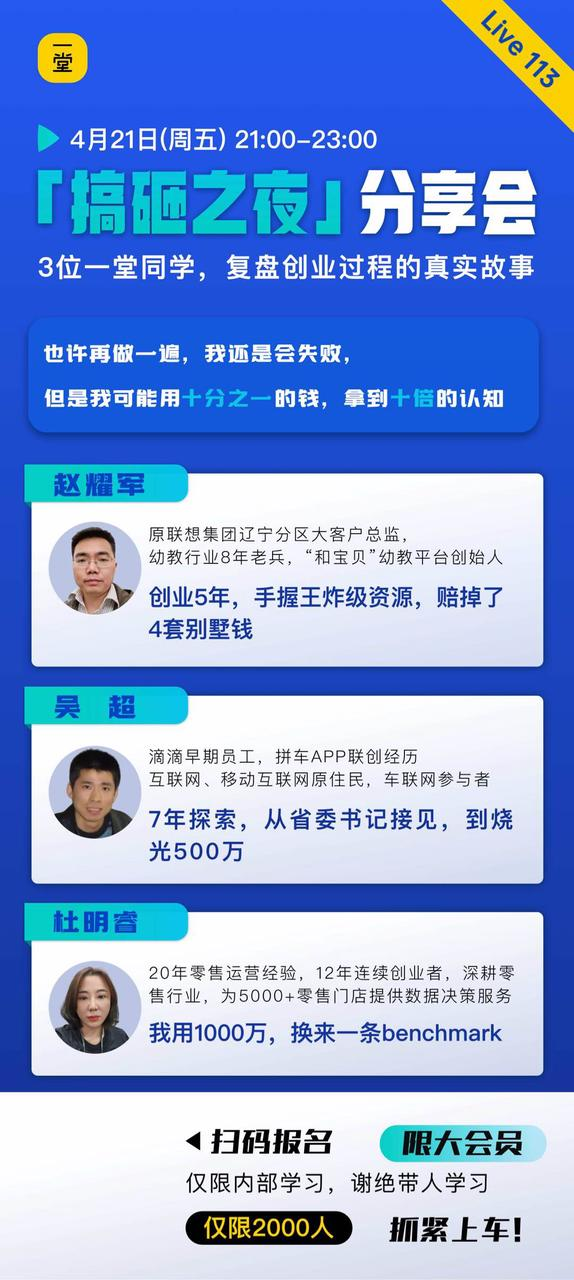 一堂
Live 113
4月21日(周五) 21:00-23:00
「搞砸之夜」分享会
3位一堂同学，复盘创业过程的真实故事
也许再做一遍，我还是会失败，
但是我可能用十分之一的钱，拿到十倍的认知
赵耀军
原联想集团辽宁分区大客户总监，
幼教行业8年老兵，“和宝贝”幼教平台创始人
创业5年，手握王炸级资源，赔掉了
4套别墅钱
吴 超
滴滴早期员工，拼车APP联创经历
互联网、移动互联网原住民，车联网参与者
7年探索，从省委书记接见，到烧
光500万
杜明睿
20年零售运营经验，12年连续创业者，深耕零
售行业，为5000+零售门店提供数据决策服务
我用1000万，换来一条benchmark
扫码报名 限大会员
仅限内部学习，谢绝带人学习
仅限2000人 抓紧上车!